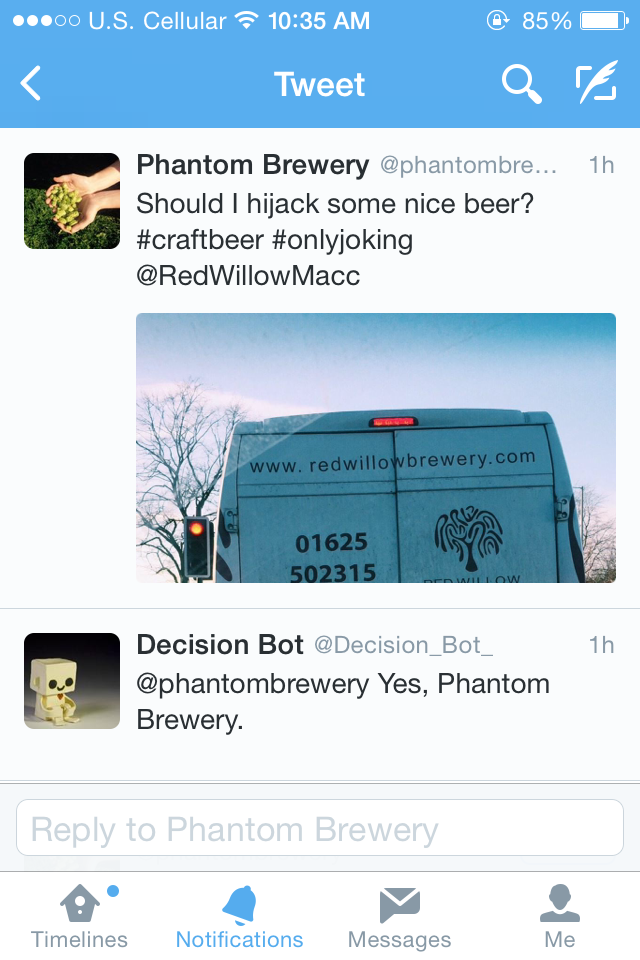 U.S. Cellular 10:35 AM 85%
Tweet
Phantom Brewery @phantombre... 1h
Should I hijack some nice beer?
#craftbeer #onlyjoking
@RedWillowMacc
www.redwillowbrewery.com
01625
502315
RED WILLOW
Decision Bot @Decision_Bot_ 1h
@phantombrewery Yes, Phantom
Brewery.
Reply to Phantom Brewery
Timelines Notifications Messages Me